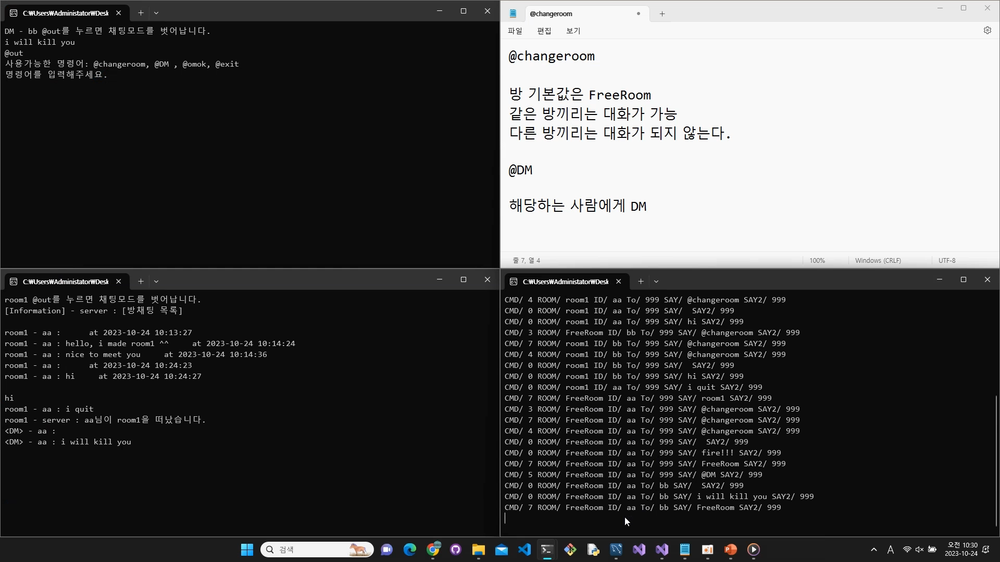 C:₩Users₩Administator₩Desk
DM - bb @out를 누르면 채팅모드를 벗어납니다.
i will kill you
@out
사용가능한 명령어: @changeroom, @DM , @omok, @exit
명령어를 입력해주세요.
@changeroom
파일 편집 보기
@changeroom
방 기본값은 FreeRoom
같은 방끼리는 대화가 가능
다른 방끼리는 대화가 되지 않는다.
@DM
해당하는 사람에게 DM
줄 7, 열 4 100% Windows (CRLF) UTF-8
C:₩Users₩Administator₩Desk
room1 @out를 누르면 채팅모드를 벗어납니다.
[Information] - server : [방채팅 목록]
room1 - aa :      at 2023-10-24 10:13:27
room1 - aa : hello, i made room1 ^^     at 2023-10-24 10:14:24
room1 - aa : nice to meet you     at 2023-10-24 10:14:36
room1 - aa :      at 2023-10-24 10:24:23
room1 - aa : hi     at 2023-10-24 10:24:27
hi
room1 - aa : i quit
room1 - server : aa님이 room1을 떠났습니다.
<DM> - aa :
<DM> - aa : i will kill you
C:₩Users₩Administator₩Desk
CMD/ 4 ROOM/ room1 ID/ aa To/ 999 SAY/ @changeroom SAY2/ 999
CMD/ 0 ROOM/ room1 ID/ aa To/ 999 SAY/  SAY2/ 999
CMD/ 0 ROOM/ room1 ID/ aa To/ 999 SAY/ hi SAY2/ 999
CMD/ 3 ROOM/ FreeRoom ID/ bb To/ 999 SAY/ @changeroom SAY2/ 999
CMD/ 7 ROOM/ room1 ID/ bb To/ 999 SAY/ @changeroom SAY2/ 999
CMD/ 4 ROOM/ room1 ID/ bb To/ 999 SAY/ @changeroom SAY2/ 999
CMD/ 0 ROOM/ room1 ID/ bb To/ 999 SAY/  SAY2/ 999
CMD/ 0 ROOM/ room1 ID/ bb To/ 999 SAY/ hi SAY2/ 999
CMD/ 0 ROOM/ room1 ID/ aa To/ 999 SAY/ i quit SAY2/ 999
CMD/ 7 ROOM/ FreeRoom ID/ aa To/ 999 SAY/ room1 SAY2/ 999
CMD/ 3 ROOM/ FreeRoom ID/ aa To/ 999 SAY/ @changeroom SAY2/ 999
CMD/ 7 ROOM/ FreeRoom ID/ aa To/ 999 SAY/ @changeroom SAY2/ 999
CMD/ 4 ROOM/ FreeRoom ID/ aa To/ 999 SAY/ @changeroom SAY2/ 999
CMD/ 0 ROOM/ FreeRoom ID/ aa To/ 999 SAY/  SAY2/ 999
CMD/ 0 ROOM/ FreeRoom ID/ aa To/ 999 SAY/ fire!!! SAY2/ 999
CMD/ 7 ROOM/ FreeRoom ID/ aa To/ 999 SAY/ FreeRoom SAY2/ 999
CMD/ 5 ROOM/ FreeRoom ID/ aa To/ 999 SAY/ @DM SAY2/ 999
CMD/ 0 ROOM/ FreeRoom ID/ aa To/ bb SAY/  SAY2/ 999
CMD/ 0 ROOM/ FreeRoom ID/ aa To/ bb SAY/ i will kill you SAY2/ 999
CMD/ 7 ROOM/ FreeRoom ID/ aa To/ bb SAY/ FreeRoom SAY2/ 999
검색
A
오전 10:30
2023-10-24